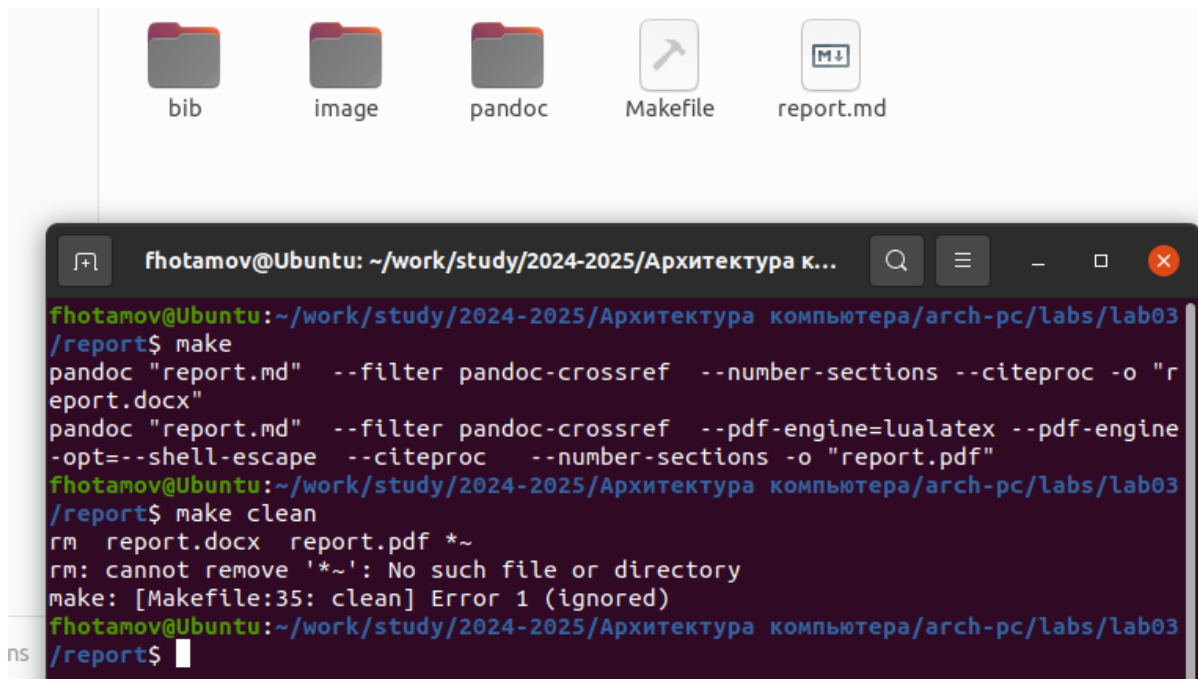 bib image pandoc Makefile report.md
fhotamov@Ubuntu: ~/work/study/2024-2025/Архитектура к...
fhotamov@Ubuntu:~/work/study/2024-2025/Архитектура компьютера/arch-pc/labs/lab03
/report$ make
pandoc "report.md"  --filter pandoc-crossref  --number-sections --citeproc -o "r
eport.docx"
pandoc "report.md"  --filter pandoc-crossref  --pdf-engine=lualatex --pdf-engine
-opt=--shell-escape  --citeproc   --number-sections -o "report.pdf"
fhotamov@Ubuntu:~/work/study/2024-2025/Архитектура компьютера/arch-pc/labs/lab03
/report$ make clean
rm  report.docx  report.pdf *~
rm: cannot remove '*~': No such file or directory
make: [Makefile:35: clean] Error 1 (ignored)
fhotamov@Ubuntu:~/work/study/2024-2025/Архитектура компьютера/arch-pc/labs/lab03
/report$